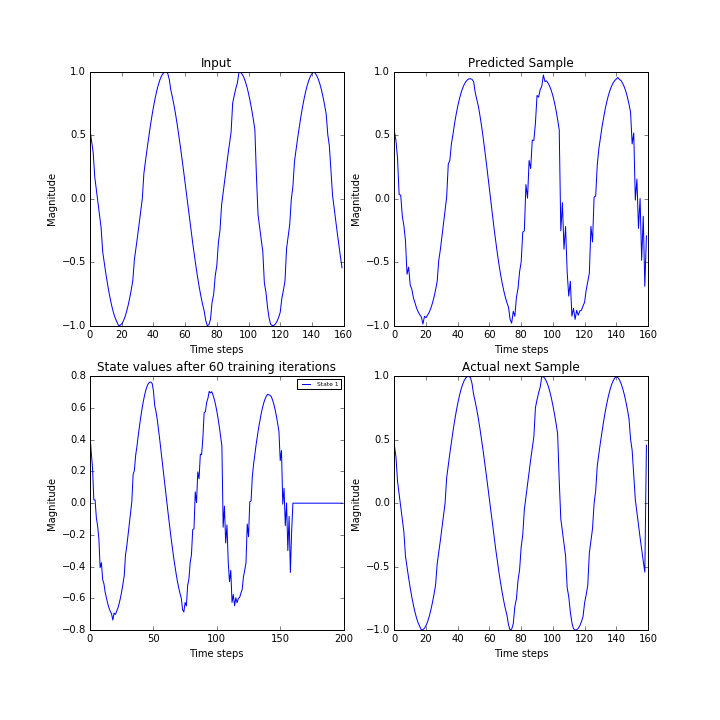 Input
Magnitude
1.0
0.5
0.0
−0.5
−1.0
0 20 40 60 80 100 120 140 160
Time steps
Predicted Sample
Magnitude
1.0
0.5
0.0
−0.5
−1.0
0 20 40 60 80 100 120 140 160
Time steps
State values after 60 training iterations
State 1
Magnitude
0.8
0.6
0.4
0.2
0.0
−0.2
−0.4
−0.6
−0.8
0 50 100 150 200
Time steps
Actual next Sample
Magnitude
1.0
0.5
0.0
−0.5
−1.0
0 20 40 60 80 100 120 140 160
Time steps